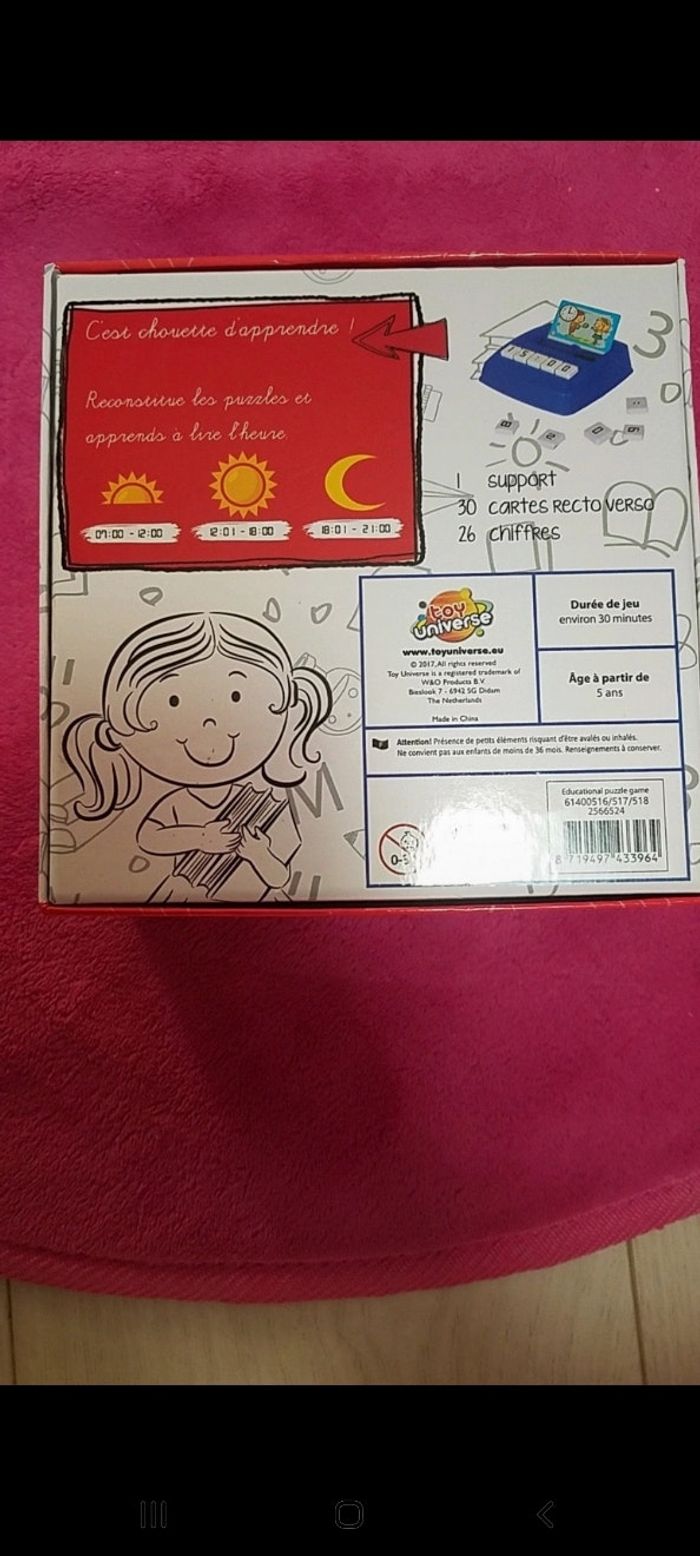 C'est chouette d'apprendre !
Reconstitue les puzzles et
apprends à lire l'heure.
07:00 - 12:00
12:01 - 18:00
18:01 - 21:00
3
15:00
1 support
30 cartes recto verso
26 chiffres
toy
universe
www.toyuniverse.eu
© 2017, All rights reserved
Toy Universe is a registered trademark of
W&O Products B.V.
Bieslook 7 - 6942 SG Didam
The Netherlands
Made in China
Durée de jeu
environ 30 minutes
Âge à partir de
5 ans
Attention! Présence de petits éléments risquant d'être avalés ou inhalés.
Ne convient pas aux enfants de moins de 36 mois. Renseignements à conserver.
0-3
Educational puzzle game
61400516/517/518
2566524
8 719497 433964